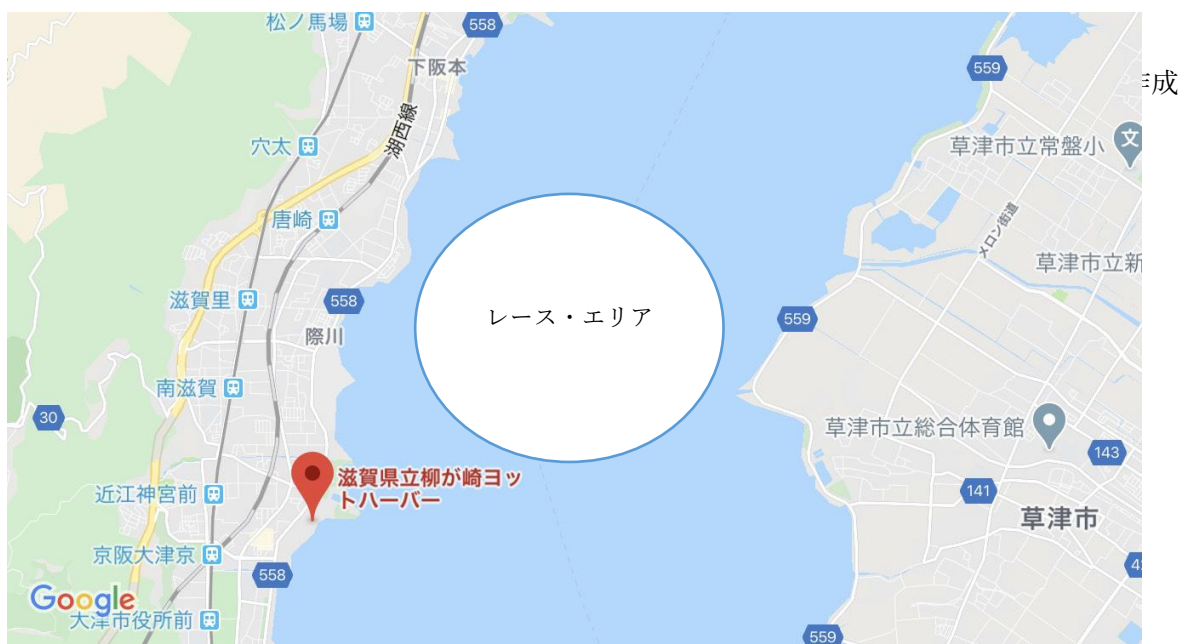 松ノ馬場
558
下阪本
559
作成
湖西線
穴太
草津市立常盤小
文
唐崎
メロン街道
草津市立新
滋賀里
558
レース・エリア
559
際川
南滋賀
30
草津市立総合体育館
143
滋賀県立柳が崎ヨッ
トハーバー
近江神宮前
141
草津市
京阪大津京
558
Google
大津市役所前
559